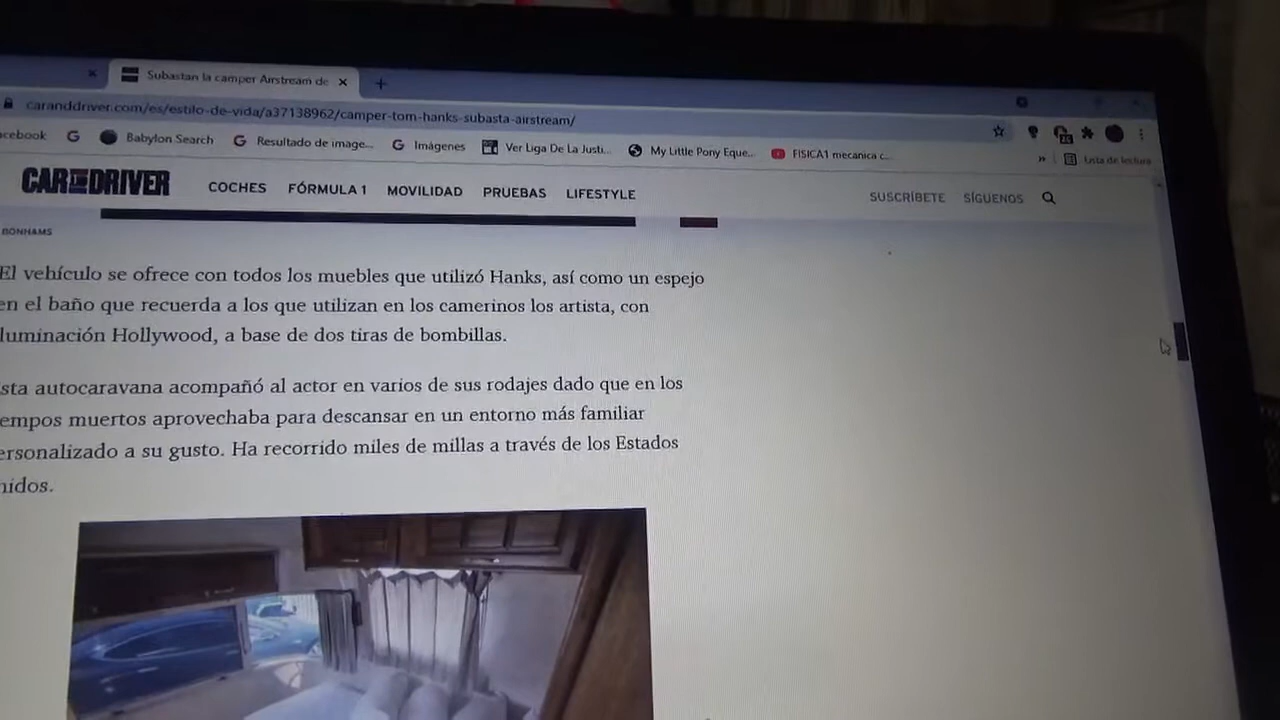 Subastan la camper Airstream de
caranddriver.com/es/estilo-de-vida/a37138962/camper-tom-hanks-subasta-airstream/
acebook
Babylon Search
Resultado de image...
Imágenes
Ver Liga De La Justi...
My Little Pony Eque...
FISICA1 mecanica c...
»
Lista de lectura
CAR AND DRIVER
COCHES
FÓRMULA 1
MOVILIDAD
PRUEBAS
LIFESTYLE
SUSCRÍBETE
SÍGUENOS
BONHAMS
El vehículo se ofrece con todos los muebles que utilizó Hanks, así como un espejo
en el baño que recuerda a los que utilizan en los camerinos los artista, con
luminación Hollywood, a base de dos tiras de bombillas.
sta autocaravana acompañó al actor en varios de sus rodajes dado que en los
empos muertos aprovechaba para descansar en un entorno más familiar
ersonalizado a su gusto. Ha recorrido miles de millas a través de los Estados
nidos.